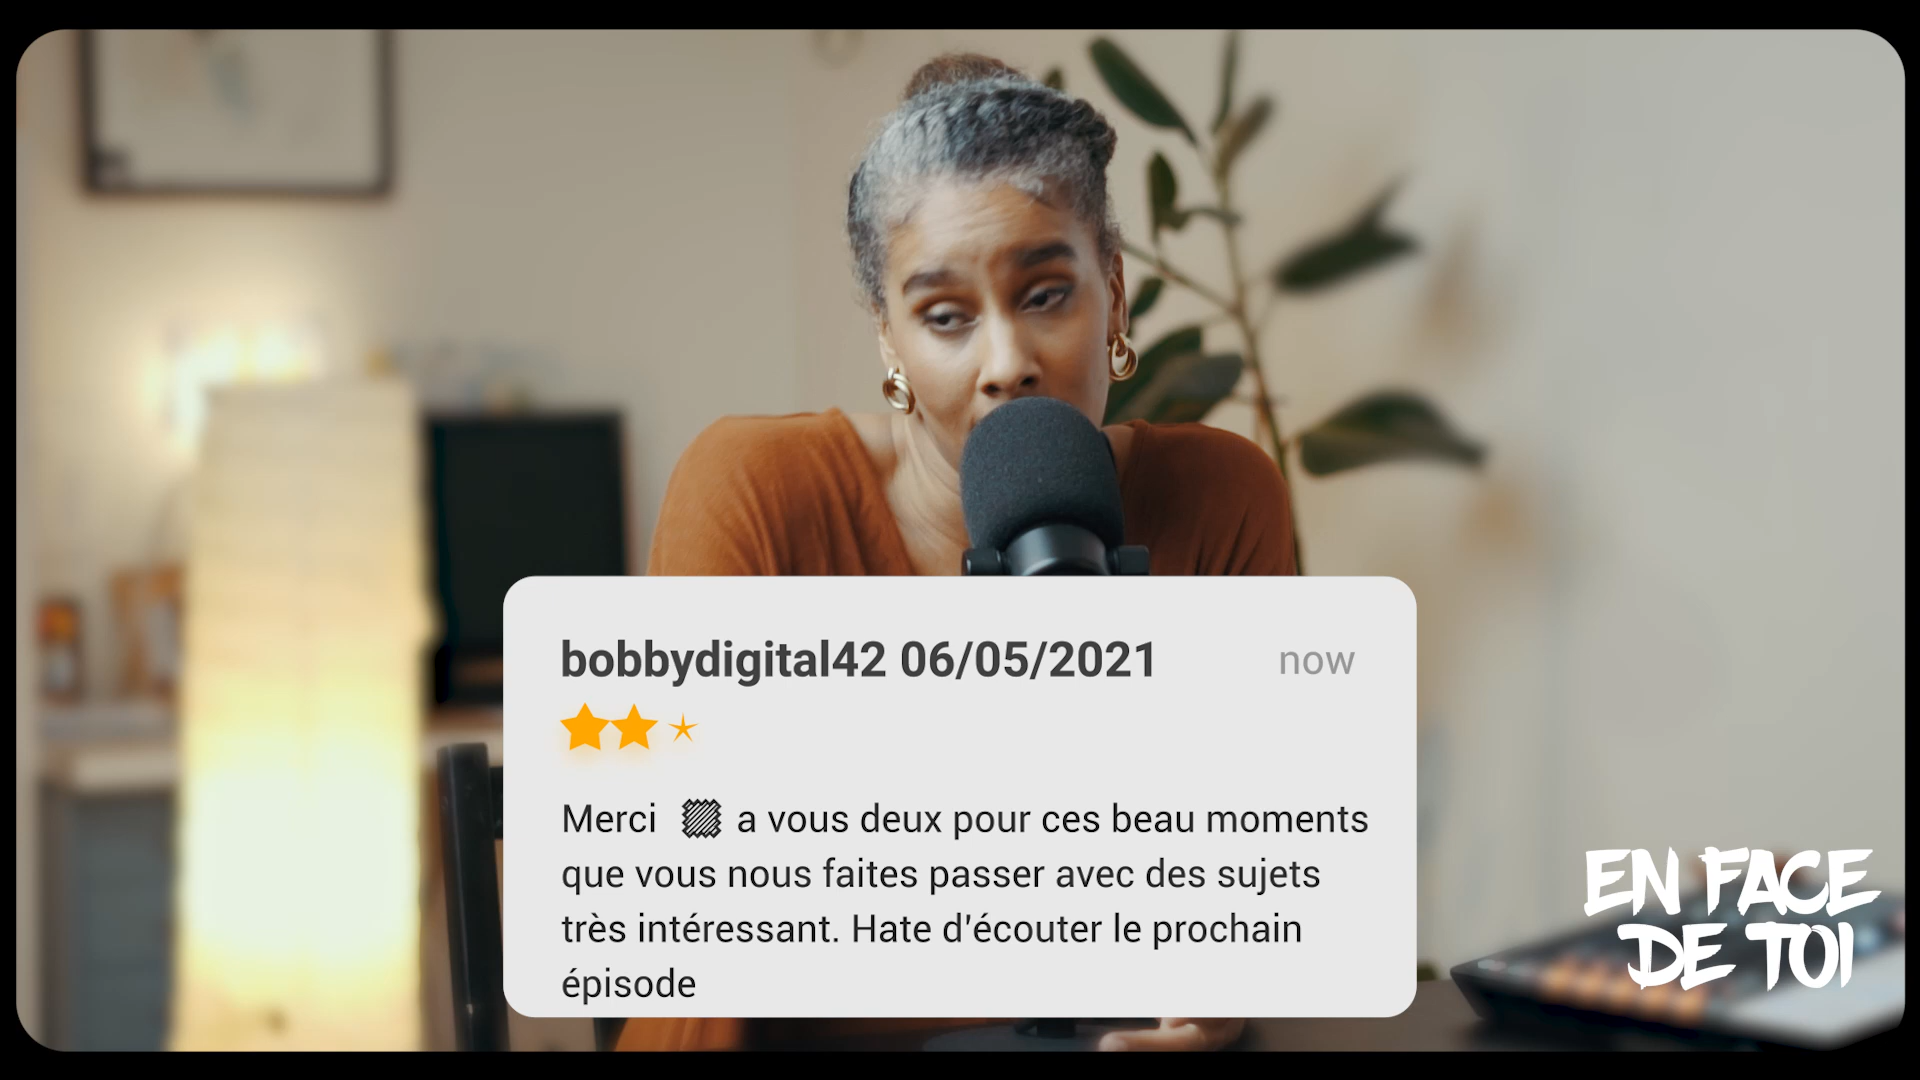 bobbydigital42 06/05/2021
now
Merci a vous deux pour ces beau moments
que vous nous faites passer avec des sujets
très intéressant. Hate d'écouter le prochain
épisode
EN FACE
DE TOI